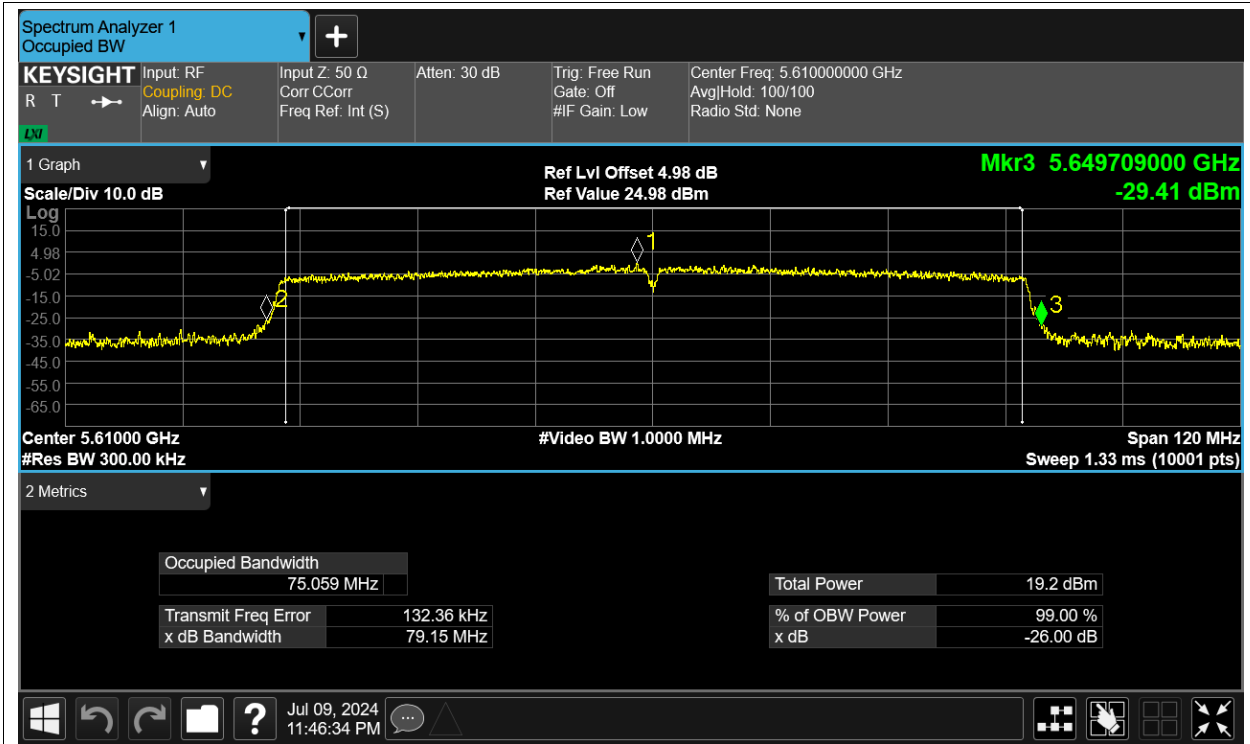 Spectrum Analyzer 1
Occupied BW
+
KEYSIGHT
R T
LXI
Input: RF
Coupling: DC
Align: Auto
Input Z: 50 Ω
Corr CCorr
Freq Ref: Int (S)
Atten: 30 dB
Trig: Free Run
Gate: Off
#IF Gain: Low
Center Freq: 5.610000000 GHz
Avg|Hold: 100/100
Radio Std: None
1 Graph
Scale/Div 10.0 dB
Ref Lvl Offset 4.98 dB
Ref Value 24.98 dBm
Mkr3 5.649709000 GHz
-29.41 dBm
Log
15.0
4.98
-5.02
-15.0
-25.0
-35.0
-45.0
-55.0
-65.0
1
2
3
Center 5.61000 GHz
#Res BW 300.00 kHz
#Video BW 1.0000 MHz
Span 120 MHz
Sweep 1.33 ms (10001 pts)
2 Metrics
Occupied Bandwidth
75.059 MHz
Transmit Freq Error 132.36 kHz
x dB Bandwidth 79.15 MHz
Total Power 19.2 dBm
% of OBW Power 99.00 %
x dB -26.00 dB
?
Jul 09, 2024
11:46:34 PM